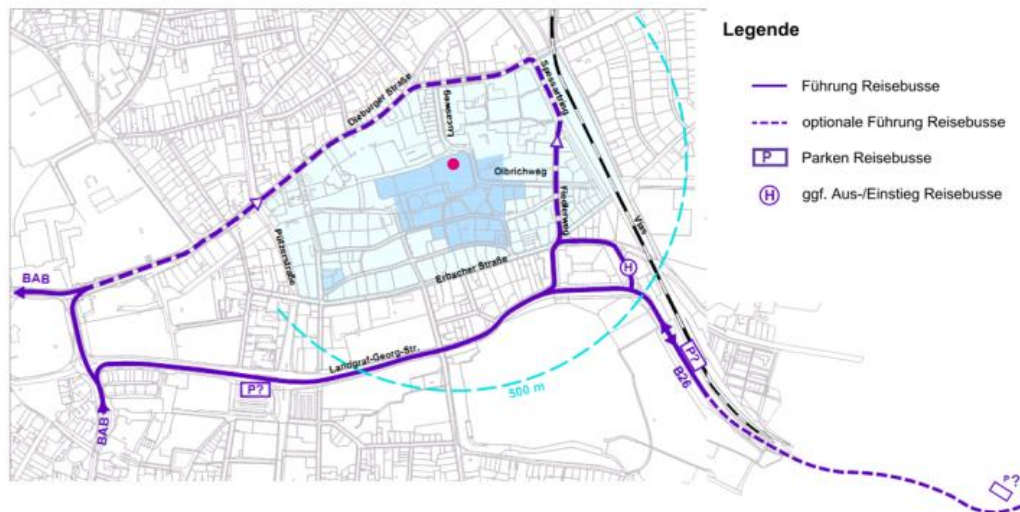 Legende
Führung Reisebusse
optionale Führung Reisebusse
P Parken Reisebusse
H ggf. Aus-/Einstieg Reisebusse
Dieburger Straße
Spessartring
Lucasweg
Olbrichweg
Fiedlerweg
Vias
Pützerstraße
Erbacher Straße
H
BAB
Landgraf-Georg-Str.
P?
B26
P?
500 m
BAB
P?